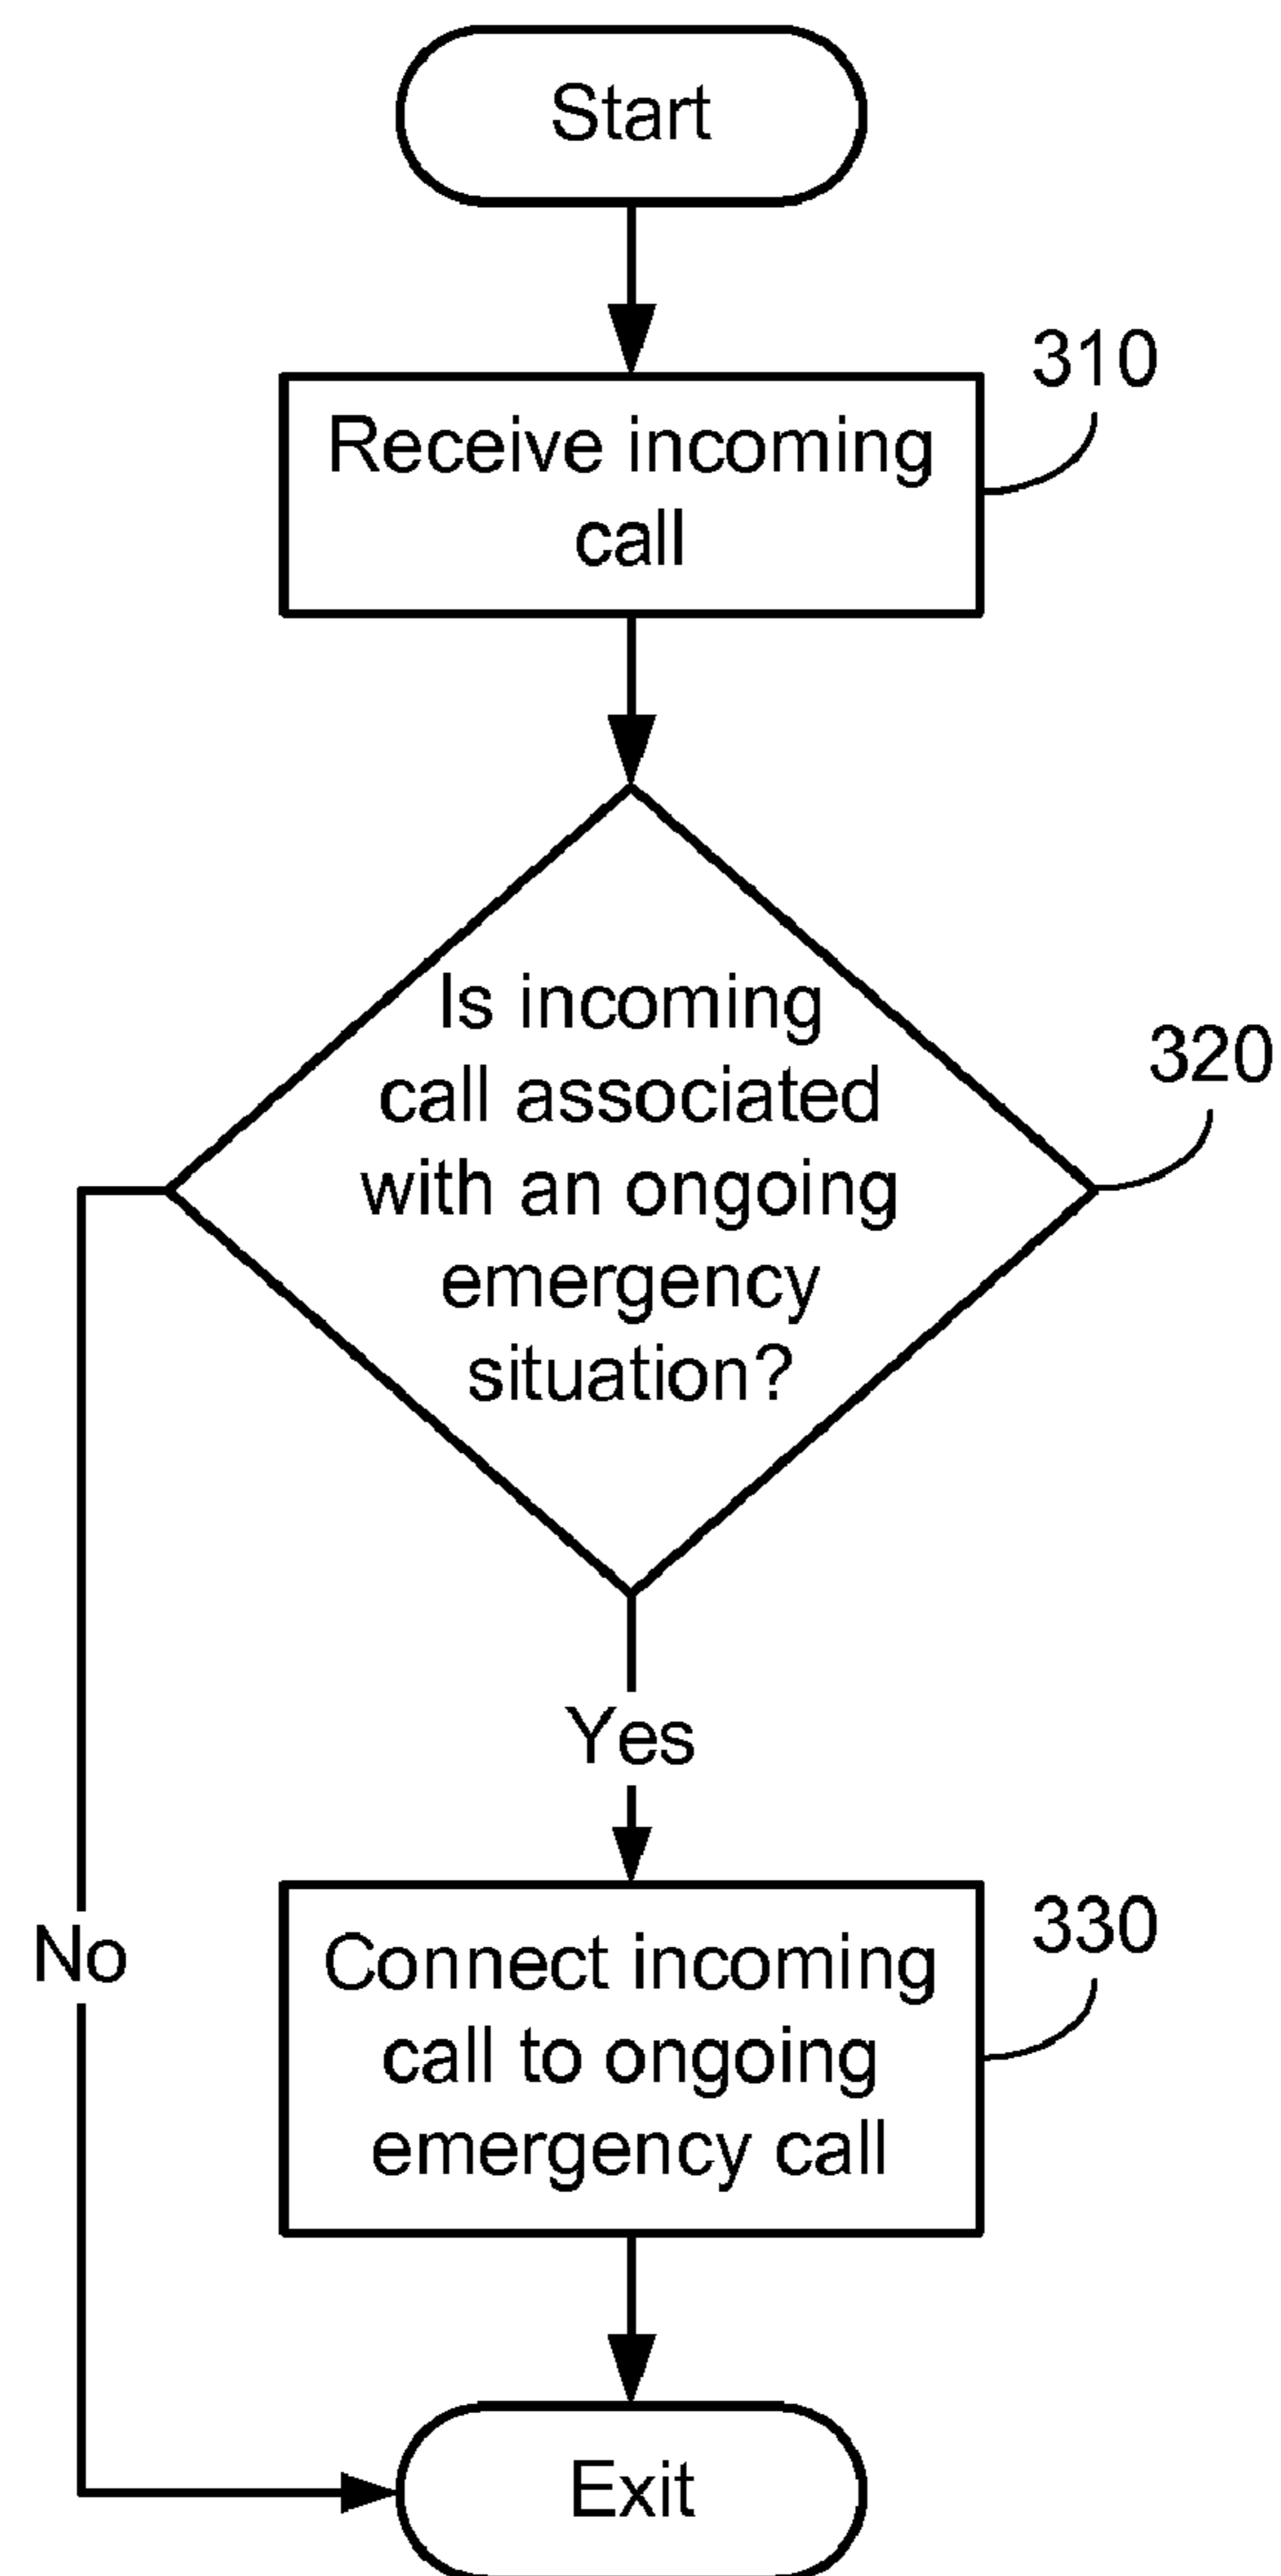 Start
310
Receive incoming
call
Is incoming
call associated
with an ongoing
emergency
situation?
320
Yes
No
330
Connect incoming
call to ongoing
emergency call
Exit